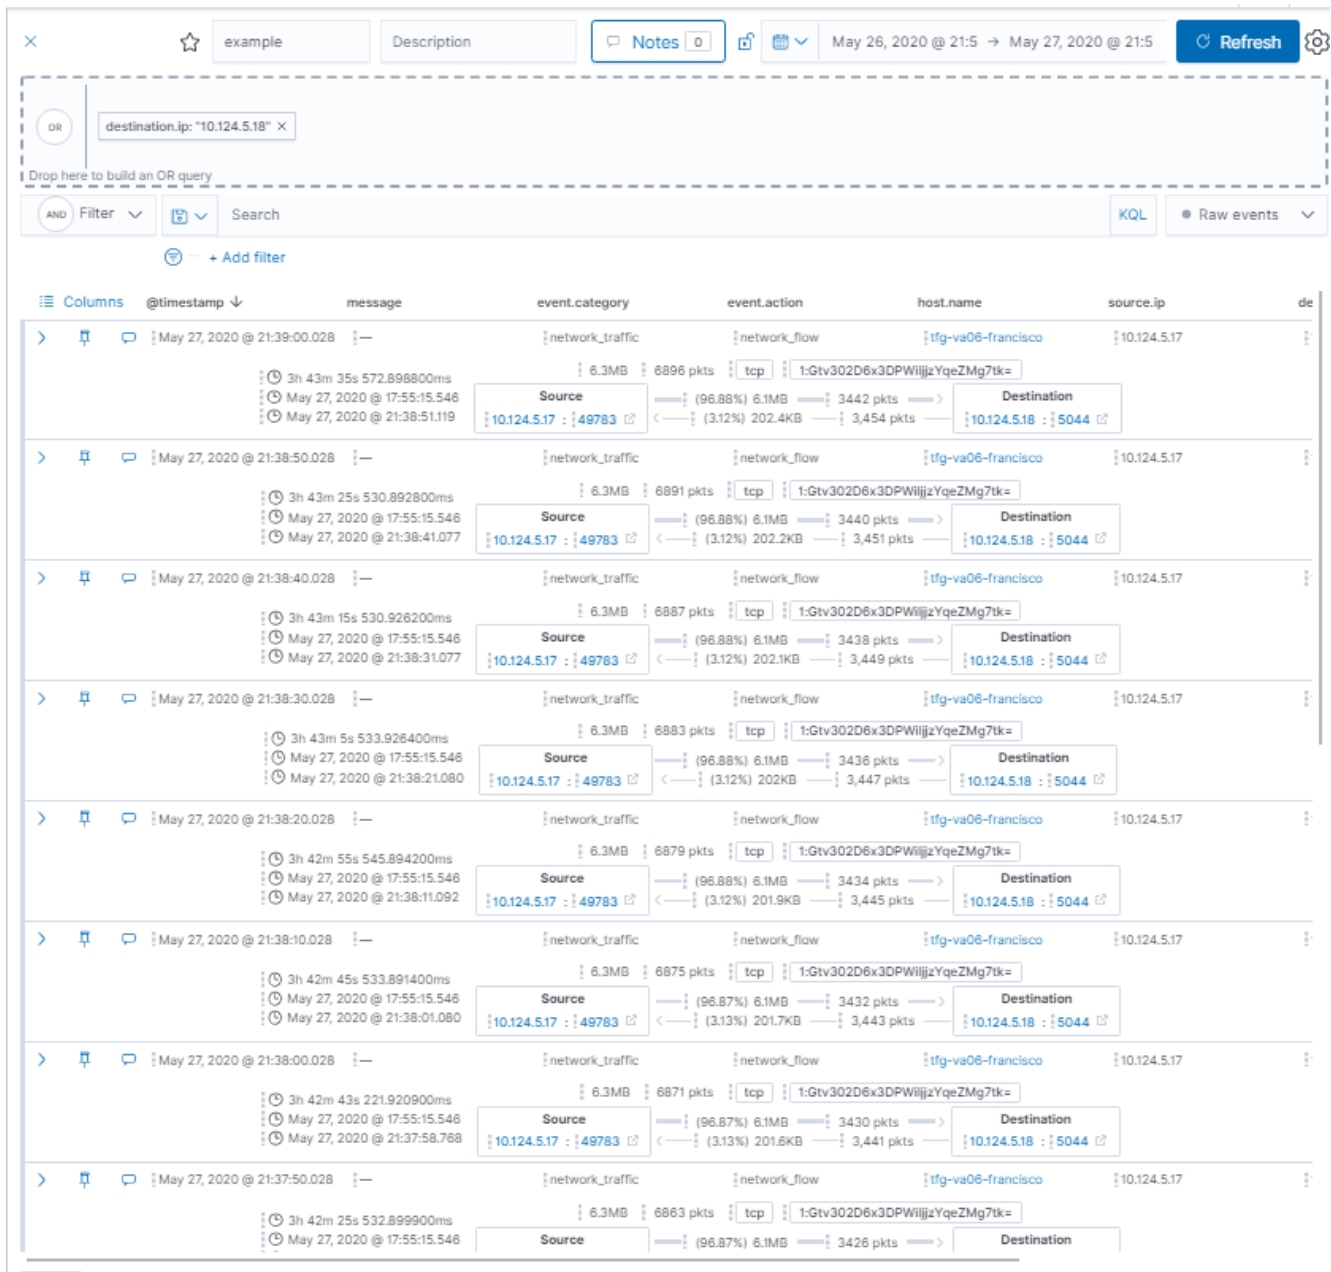 example Description Notes 0 May 26, 2020 @ 21:5 → May 27, 2020 @ 21:5 Refresh
OR destination.ip: "10.124.5.18" ×
Drop here to build an OR query
AND Filter Search KQL Raw events
+ Add filter
Columns @timestamp message event.category event.action host.name source.ip de
May 27, 2020 @ 21:39:00.028 — network_traffic network_flow tfg-va06-francisco 10.124.5.17
6.3MB 6896 pkts tcp
3h 43m 35s 572.898800ms
Source (96.88%) 6.1MB 3442 pkts Destination
May 27, 2020 @ 17:55:15.546
May 27, 2020 @ 21:38:51.119 10.124.5.17 : 49783 (3.12%) 202.4KB 3,454 pkts 10.124.5.18 : 5044
May 27, 2020 @ 21:38:50.028 — network_traffic network_flow tfg-va06-francisco 10.124.5.17
6.3MB 6891 pkts tcp
3h 43m 25s 530.892800ms
May 27, 2020 @ 17:55:15.546 Source (96.88%) 6.1MB 3440 pkts Destination
May 27, 2020 @ 21:38:41.077 10.124.5.17 : 49783 (3.12%) 202.2KB 3,451 pkts 10.124.5.18 : 5044
May 27, 2020 @ 21:38:40.028 — network_traffic network_flow tfg-va06-francisco 10.124.5.17
6.3MB 6887 pkts tcp
3h 43m 15s 530.926200ms
May 27, 2020 @ 17:55:15.546 Source (96.88%) 6.1MB 3438 pkts Destination
May 27, 2020 @ 21:38:31.077 10.124.5.17 : 49783 (3.12%) 202.1KB 3,449 pkts 10.124.5.18 : 5044
May 27, 2020 @ 21:38:30.028 — network_traffic network_flow tfg-va06-francisco 10.124.5.17
6.3MB 6883 pkts tcp
3h 43m 5s 533.926400ms
May 27, 2020 @ 17:55:15.546 Source (96.88%) 6.1MB 3436 pkts Destination
May 27, 2020 @ 21:38:21.080 10.124.5.17 : 49783 (3.12%) 202KB 3,447 pkts 10.124.5.18 : 5044
May 27, 2020 @ 21:38:20.028 — network_traffic network_flow tfg-va06-francisco 10.124.5.17
6.3MB 6879 pkts tcp
3h 42m 55s 545.894200ms
May 27, 2020 @ 17:55:15.546 Source (96.88%) 6.1MB 3434 pkts Destination
May 27, 2020 @ 21:38:11.092 10.124.5.17 : 49783 (3.12%) 201.9KB 3,445 pkts 10.124.5.18 : 5044
May 27, 2020 @ 21:38:10.028 — network_traffic network_flow tfg-va06-francisco 10.124.5.17
6.3MB 6875 pkts tcp
3h 42m 45s 533.891400ms
May 27, 2020 @ 17:55:15.546 Source (96.87%) 6.1MB 3432 pkts Destination
May 27, 2020 @ 21:38:01.080 10.124.5.17 : 49783 (3.13%) 201.7KB 3,443 pkts 10.124.5.18 : 5044
May 27, 2020 @ 21:38:00.028 — network_traffic network_flow tfg-va06-francisco 10.124.5.17
6.3MB 6871 pkts tcp
3h 42m 43s 221.920900ms
May 27, 2020 @ 17:55:15.546 Source (96.87%) 6.1MB 3430 pkts Destination
May 27, 2020 @ 21:37:58.768 10.124.5.17 : 49783 (3.13%) 201.6KB 3,441 pkts 10.124.5.18 : 5044
May 27, 2020 @ 21:37:50.028 — network_traffic network_flow tfg-va06-francisco 10.124.5.17
6.3MB 6863 pkts tcp
3h 42m 25s 532.899900ms
May 27, 2020 @ 17:55:15.546 Source (96.87%) 6.1MB 3426 pkts Destination